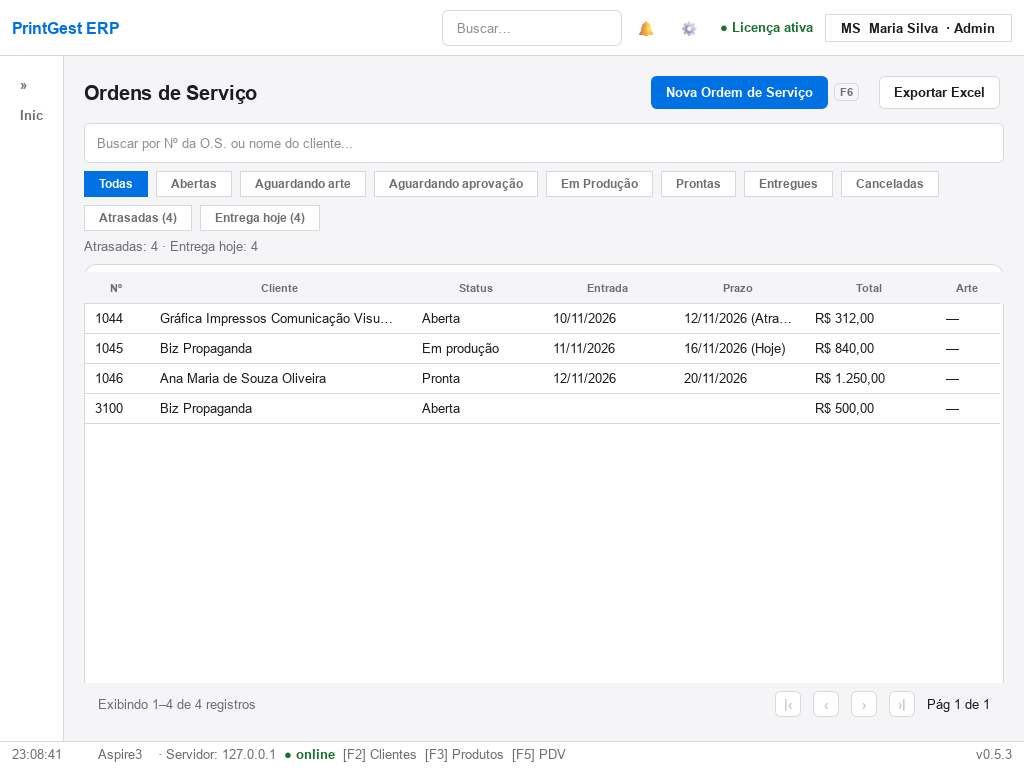 PrintGest ERP Buscar... 🔔 ⚙️ ● Licença ativa MS Maria Silva · Admin
»
Iníc
Ordens de Serviço Nova Ordem de Serviço F6 Exportar Excel
Buscar por Nº da O.S. ou nome do cliente...
Todas Abertas Aguardando arte Aguardando aprovação Em Produção Prontas Entregues Canceladas
Atrasadas (4) Entrega hoje (4)
Atrasadas: 4 · Entrega hoje: 4
Nº Cliente Status Entrada Prazo Total Arte
1044 Gráfica Impressos Comunicação Visu... Aberta 10/11/2026 12/11/2026 (Atra... R$ 312,00 —
1045 Biz Propaganda Em produção 11/11/2026 16/11/2026 (Hoje) R$ 840,00 —
1046 Ana Maria de Souza Oliveira Pronta 12/11/2026 20/11/2026 R$ 1.250,00 —
3100 Biz Propaganda Aberta R$ 500,00 —
Exibindo 1–4 de 4 registros |‹ ‹ › ›| Pág 1 de 1
23:08:41 Aspire3 · Servidor: 127.0.0.1 ● online [F2] Clientes [F3] Produtos [F5] PDV v0.5.3